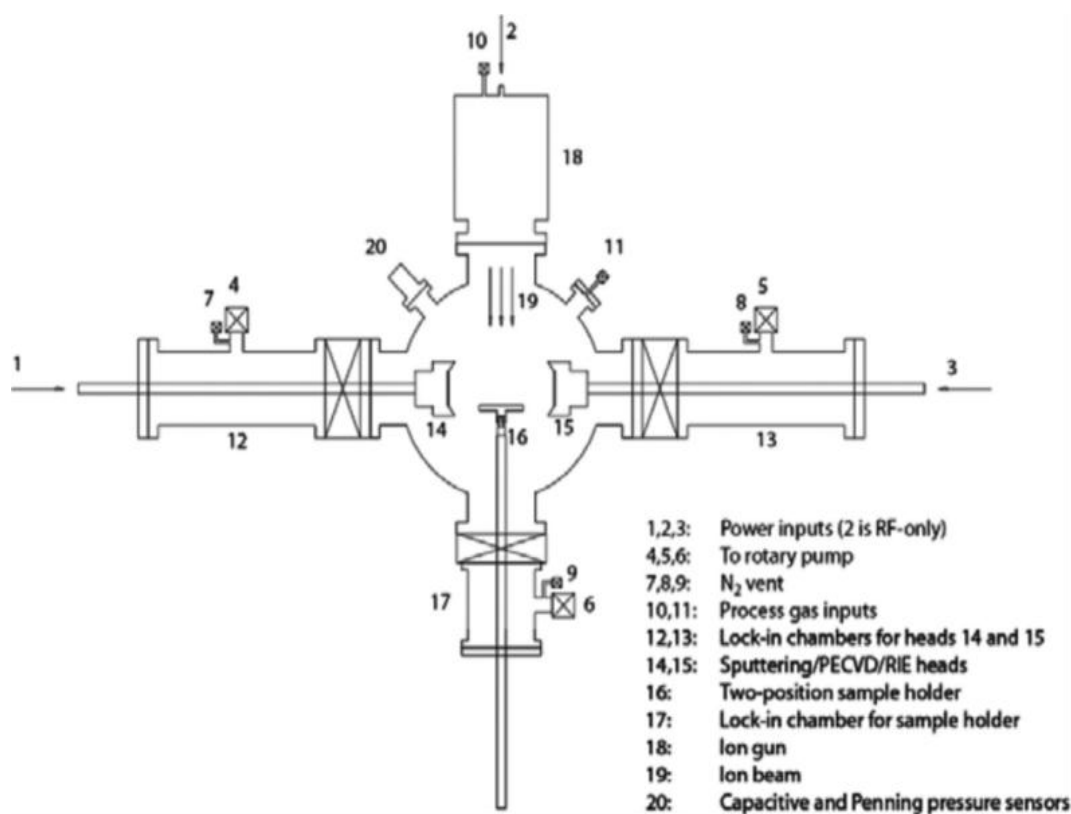 2
10
18
20
11
19
4
7
5
8
1
3
14
15
16
12
13
9
17
6
1,2,3: Power inputs (2 is RF-only)
4,5,6: To rotary pump
7,8,9: N₂ vent
10,11: Process gas inputs
12,13: Lock-in chambers for heads 14 and 15
14,15: Sputtering/PECVD/RIE heads
16: Two-position sample holder
17: Lock-in chamber for sample holder
18: Ion gun
19: Ion beam
20: Capacitive and Penning pressure sensors